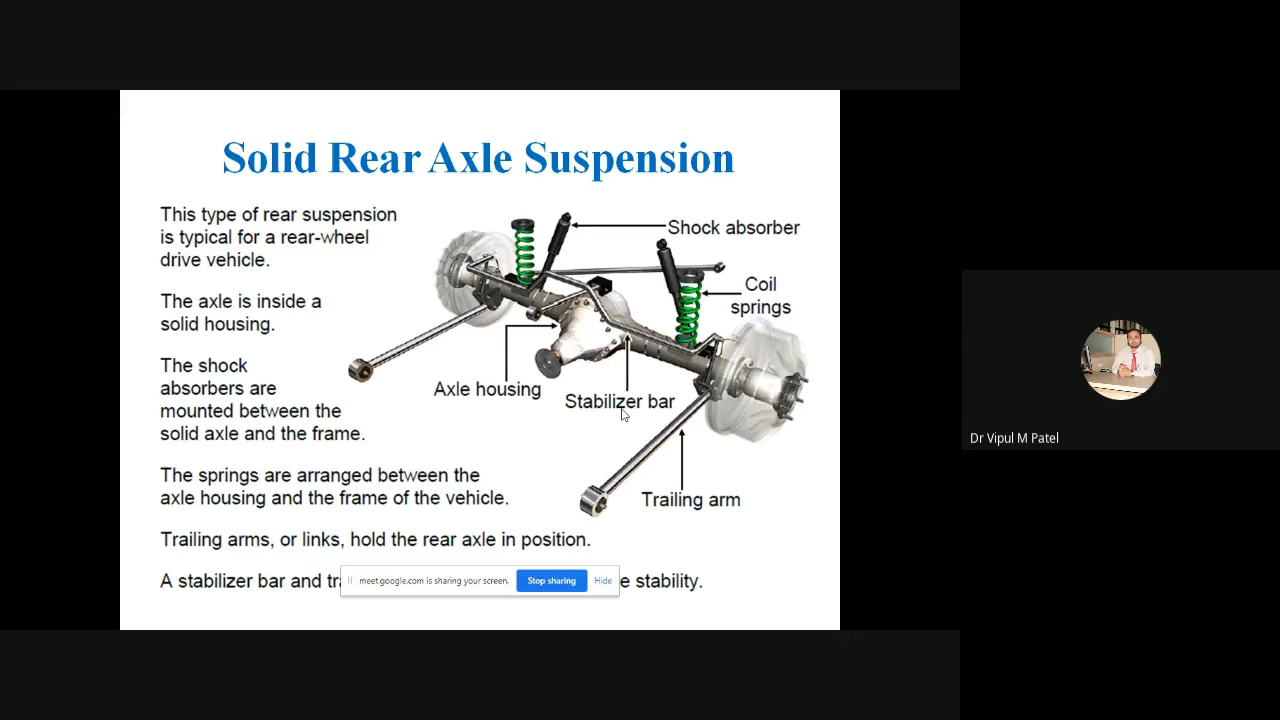 Solid Rear Axle Suspension
This type of rear suspension
is typical for a rear-wheel
drive vehicle.
The axle is inside a
solid housing.
The shock
absorbers are
mounted between the
solid axle and the frame.
The springs are arranged between the
axle housing and the frame of the vehicle.
Trailing arms, or links, hold the rear axle in position.
A stabilizer bar and
e stability.
Shock absorber
Coil
springs
Axle housing
Stabilizer bar
Trailing arm
meet.google.com is sharing your screen.
Stop sharing
Hide
Dr Vipul M Patel